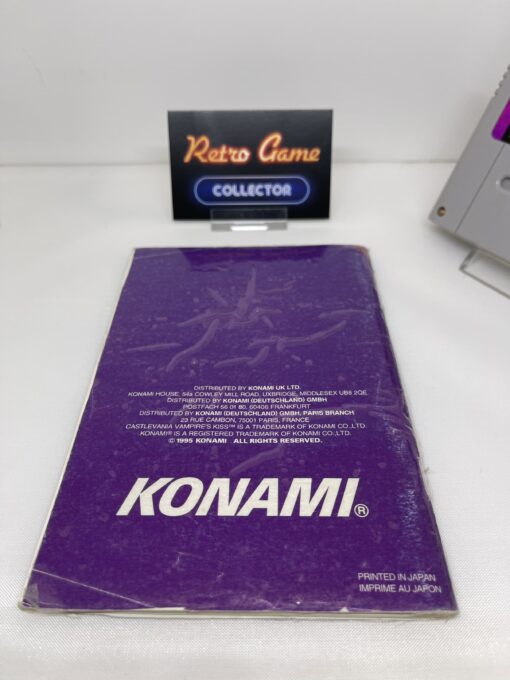 Retro Game
COLLECTOR
DISTRIBUTED BY KONAMI UK LTD.
KONAMI HOUSE, 54a COWLEY MILL ROAD, UXBRIDGE, MIDDLESEX UB8 2QE
DISTRIBUTED BY KONAMI (DEUTSCHLAND) GMBH
POSTFACH 56 01 80, 60406 FRANKFURT
DISTRIBUTED BY KONAMI (DEUTSCHLAND) GMBH, PARIS BRANCH
23 RUE CAMBON, 75001 PARIS, FRANCE
CASTLEVANIA VAMPIRE'S KISS™ IS A TRADEMARK OF KONAMI CO.,LTD.
KONAMI® IS A REGISTERED TRADEMARK OF KONAMI CO.,LTD.
© 1995 KONAMI ALL RIGHTS RESERVED.
KONAMI®
PRINTED IN JAPAN
IMPRIME AU JAPON